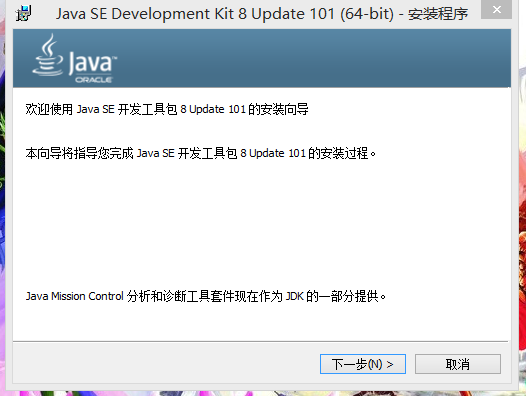 Java SE Development Kit 8 Update 101 (64-bit) - 安装程序
Java™
ORACLE
欢迎使用 Java SE 开发工具包 8 Update 101 的安装向导
本向导将指导您完成 Java SE 开发工具包 8 Update 101 的安装过程。
Java Mission Control 分析和诊断工具套件现在作为 JDK 的一部分提供。
下一步(N) > 取消